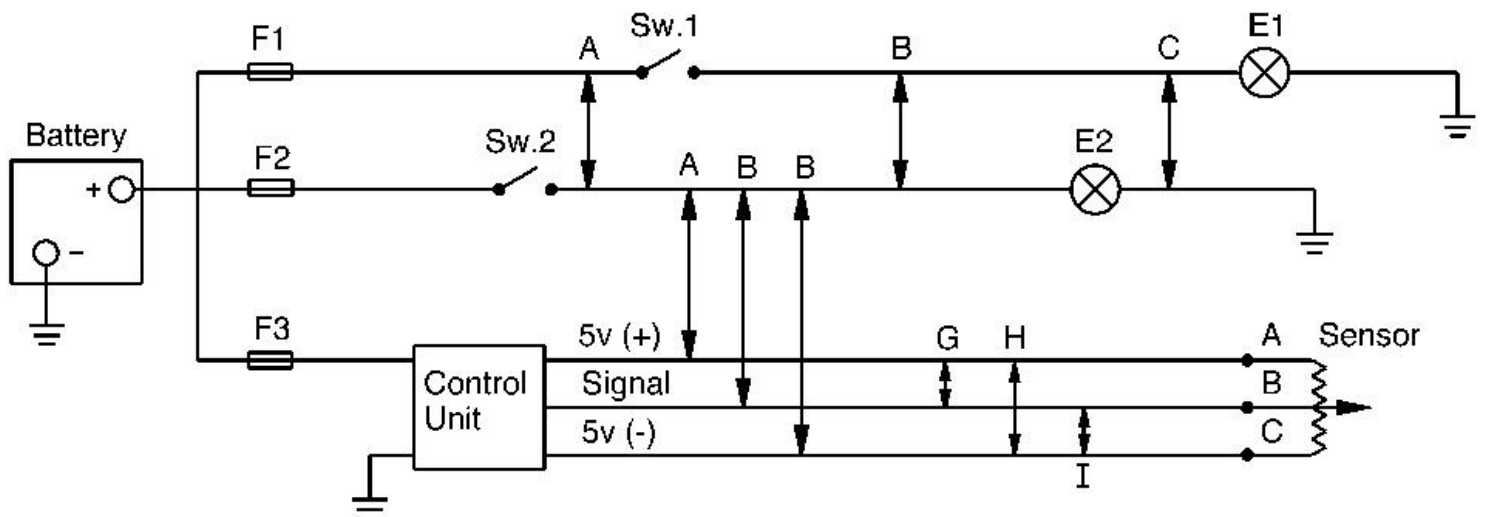 Sw.1
E1
F1
A
B
C
Battery
+
-
F2
Sw.2
A
B
B
E2
F3
5v (+)
G
H
A
Sensor
Control
Unit
Signal
B
5v (-)
C
I